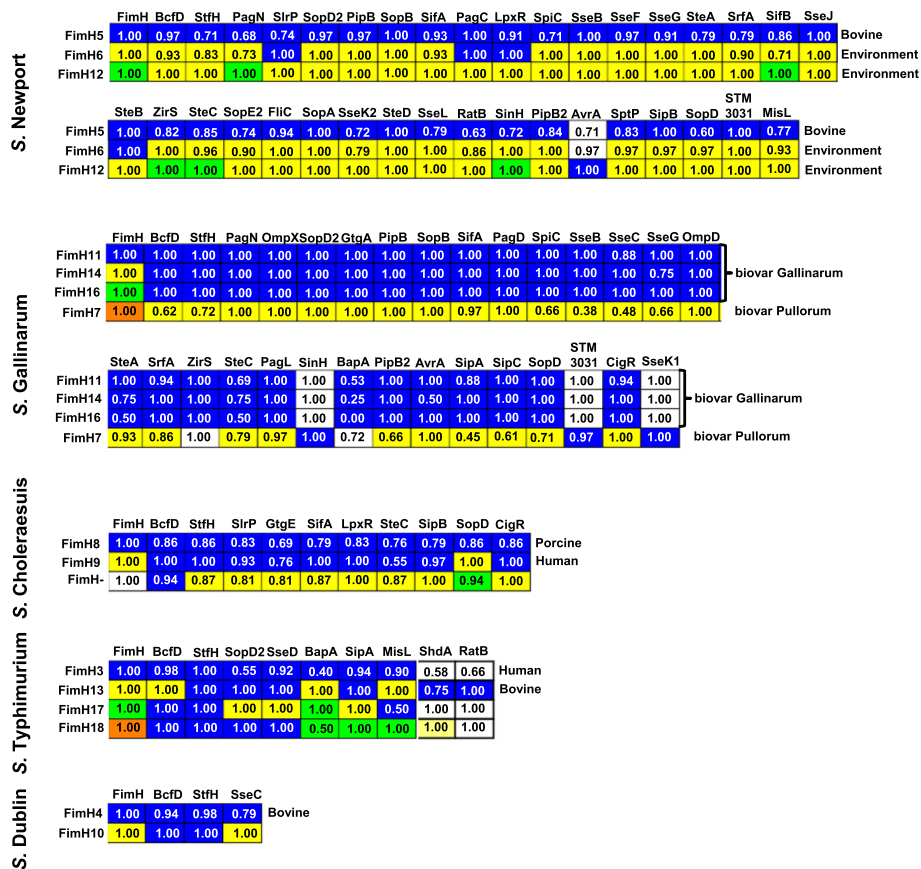 S. Newport
FimH BcfD StfH PagN SlrP SopD2 PipB SopB SifA PagC LpxR SpiC SseB SseF SseG SteA SrfA SifB SseJ
FimH5 1.00 0.97 0.71 0.68 0.74 0.97 0.97 1.00 0.93 1.00 0.91 0.71 1.00 0.97 0.91 0.79 0.79 0.86 1.00 Bovine
FimH6 1.00 0.93 0.83 0.73 1.00 1.00 1.00 1.00 0.93 1.00 1.00 1.00 1.00 1.00 1.00 1.00 0.90 0.71 1.00 Environment
FimH12 1.00 1.00 1.00 1.00 1.00 1.00 1.00 1.00 1.00 1.00 1.00 1.00 1.00 1.00 1.00 1.00 1.00 1.00 1.00 Environment
SteB ZirS SteC SopE2 FliC SopA SseK2 SteD SseL RatB SinH PipB2 AvrA SptP SipB SopD STM 3031 MisL
FimH5 1.00 0.82 0.85 0.74 0.94 1.00 0.72 1.00 0.79 0.63 0.72 0.84 0.71 0.83 1.00 0.60 1.00 0.77 Bovine
FimH6 1.00 1.00 0.96 0.90 1.00 1.00 0.79 1.00 1.00 0.86 1.00 1.00 0.97 0.97 0.97 0.97 1.00 0.93 Environment
FimH12 1.00 1.00 1.00 1.00 1.00 1.00 1.00 1.00 1.00 1.00 1.00 1.00 1.00 1.00 1.00 1.00 1.00 1.00 Environment
S. Gallinarum
FimH BcfD StfH PagN OmpX SopD2 GtgA PipB SopB SifA PagD SpiC SseB SseC SseG OmpD
FimH11 1.00 1.00 1.00 1.00 1.00 1.00 1.00 1.00 1.00 1.00 1.00 1.00 1.00 0.88 1.00 1.00
FimH14 1.00 1.00 1.00 1.00 1.00 1.00 1.00 1.00 1.00 1.00 1.00 1.00 1.00 1.00 0.75 1.00 biovar Gallinarum
FimH16 1.00 1.00 1.00 1.00 1.00 1.00 1.00 1.00 1.00 1.00 1.00 1.00 1.00 1.00 1.00 1.00
FimH7 1.00 0.62 0.72 1.00 1.00 1.00 1.00 1.00 1.00 0.97 1.00 0.66 0.38 0.48 0.66 1.00 biovar Pullorum
SteA SrfA ZirS SteC PagL SinH BapA PipB2 AvrA SipA SipC SopD STM 3031 CigR SseK1
FimH11 1.00 0.94 1.00 0.69 1.00 1.00 0.53 1.00 1.00 0.88 1.00 1.00 1.00 0.94 1.00
FimH14 0.75 1.00 1.00 0.75 1.00 1.00 0.25 1.00 0.50 1.00 1.00 1.00 1.00 1.00 1.00 biovar Gallinarum
FimH16 0.50 1.00 1.00 0.50 1.00 1.00 0.00 1.00 1.00 1.00 1.00 1.00 1.00 1.00 1.00
FimH7 0.93 0.86 1.00 0.79 0.97 1.00 0.72 0.66 1.00 0.45 0.61 0.71 0.97 1.00 1.00 biovar Pullorum
S. Choleraesuis
FimH BcfD StfH SlrP GtgE SifA LpxR SteC SipB SopD CigR
FimH8 1.00 0.86 0.86 0.83 0.69 0.79 0.83 0.76 0.79 0.86 0.86 Porcine
FimH9 1.00 1.00 1.00 0.93 0.76 1.00 1.00 0.55 0.97 1.00 1.00 Human
FimH- 1.00 0.94 0.87 0.81 0.81 0.87 1.00 0.87 1.00 0.94 1.00
S. Typhimurium
FimH BcfD StfH SopD2 SseD BapA SipA MisL ShdA RatB
FimH3 1.00 0.98 1.00 0.55 0.92 0.40 0.94 0.90 0.58 0.66 Human
FimH13 1.00 1.00 1.00 1.00 1.00 1.00 1.00 1.00 0.75 1.00 Bovine
FimH17 1.00 1.00 1.00 1.00 1.00 1.00 1.00 0.50 1.00 1.00
FimH18 1.00 1.00 1.00 1.00 1.00 0.50 1.00 1.00 1.00 1.00
S. Dublin
FimH BcfD StfH SseC
FimH4 1.00 0.94 0.98 0.79 Bovine
FimH10 1.00 1.00 1.00 1.00